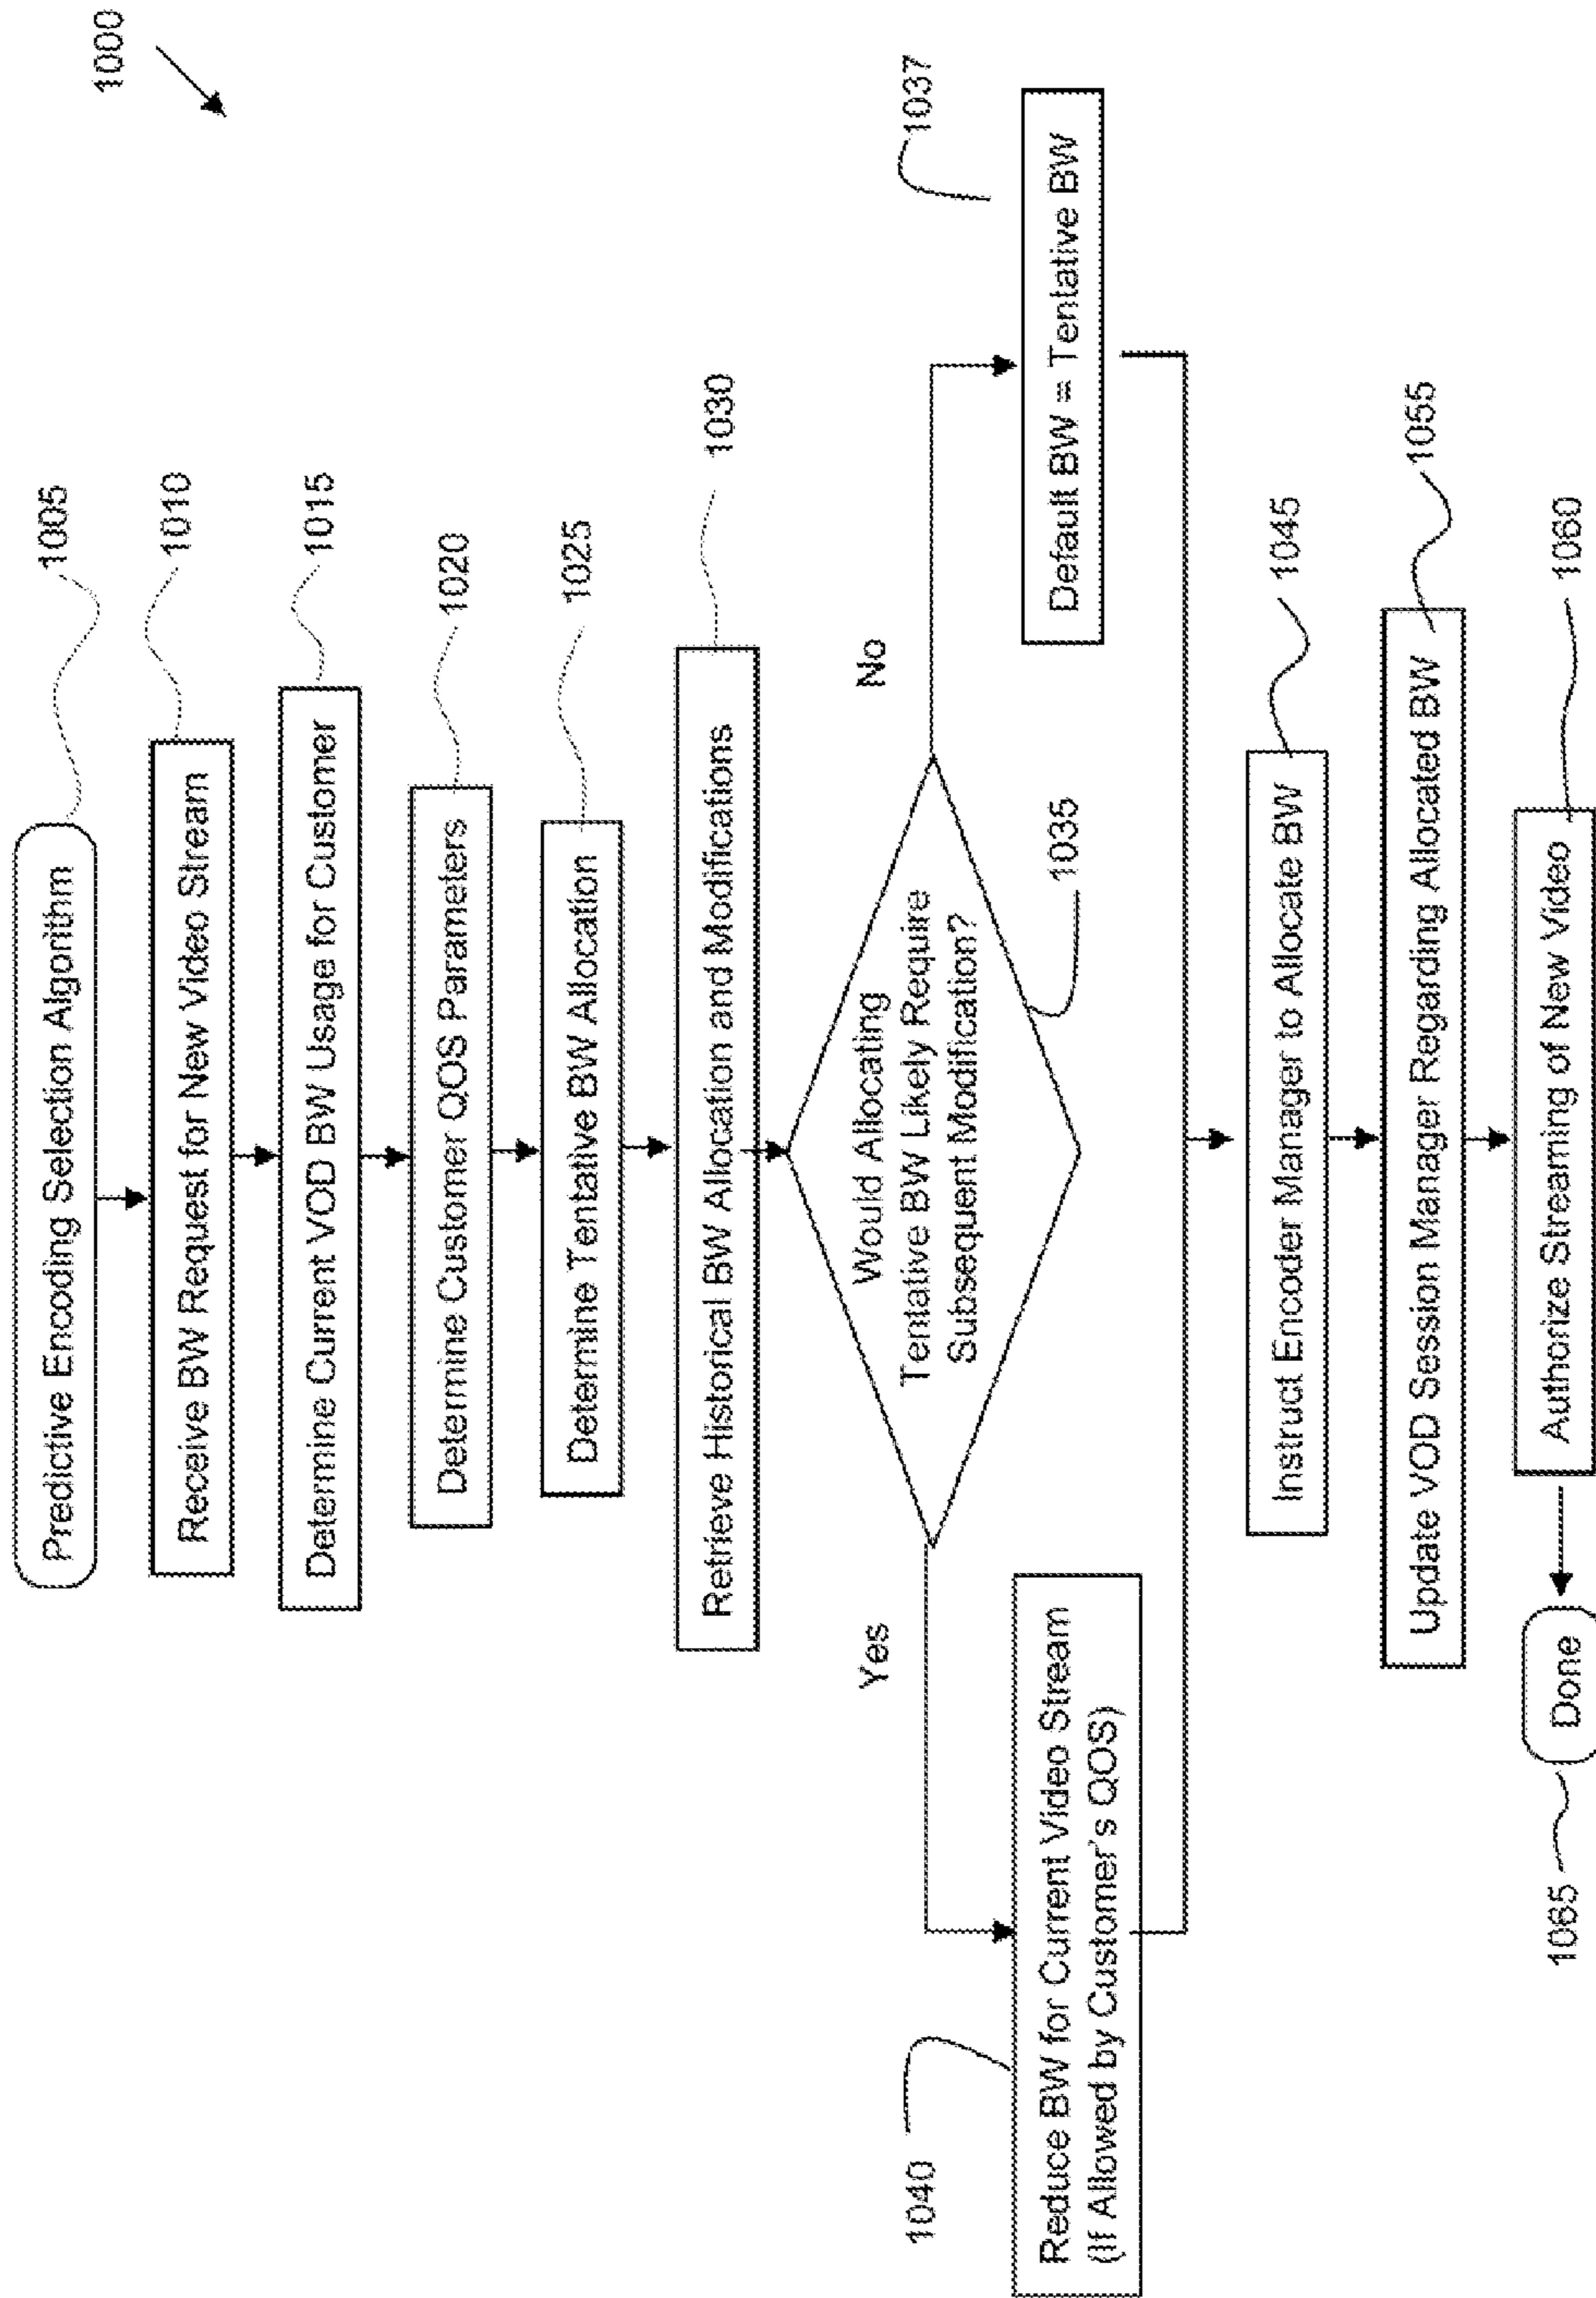 1000
Predictive Encoding Selection Algorithm
1005
Receive BW Request for New Video Stream
1010
Determine Current VOD BW Usage for Customer
1015
Determine Customer QOS Parameters
1020
Determine Tentative BW Allocation
1025
Retrieve Historical BW Allocation and Modifications
1030
Would Allocating
Tentative BW Likely Require
Subsequent Modification?
1035
Yes
No
1040
Reduce BW for Current Video Stream
(If Allowed by Customer's QOS)
Default BW = Tentative BW
1037
Instruct Encoder Manager to Allocate BW
1045
Update VOD Session Manager Regarding Allocated BW
1055
Authorize Streaming of New Video
1060
Done
1065